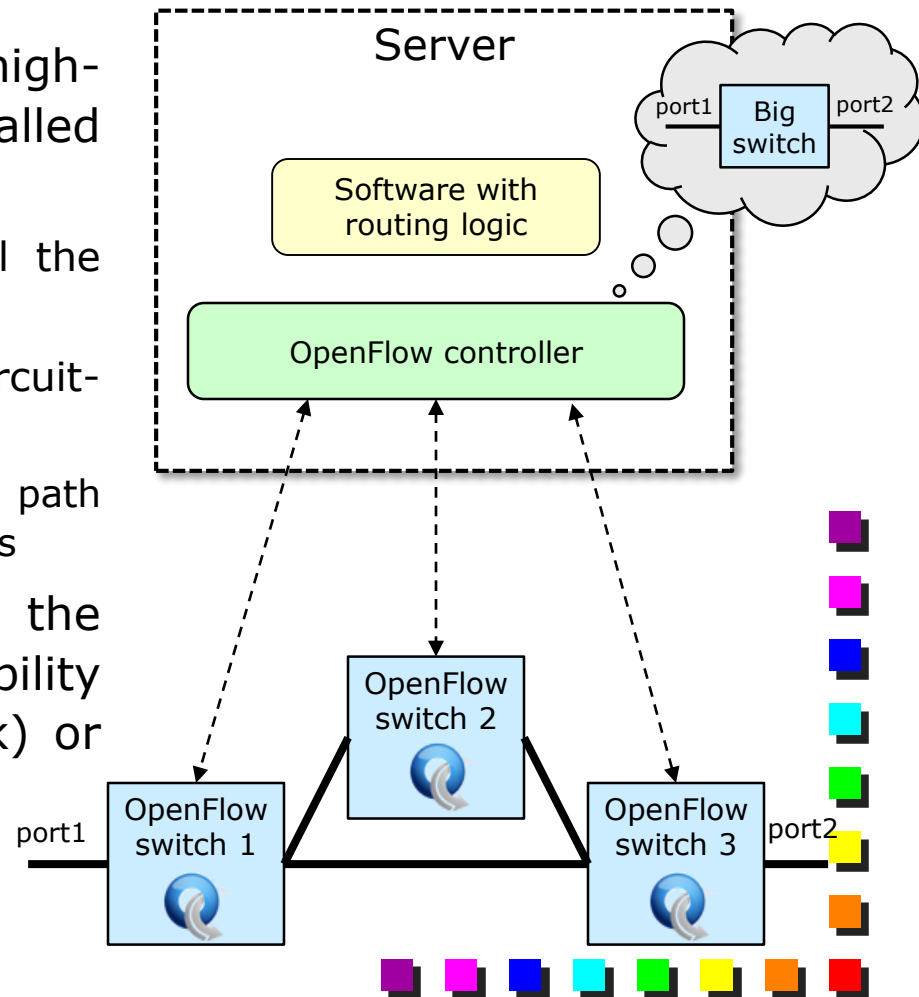 high-
alled
l the
rcuit-
path
s
the
bility
k) or
Server
port1
Big
switch
port2
Software with
routing logic
OpenFlow controller
OpenFlow
switch 2
port1
OpenFlow
switch 1
OpenFlow
switch 3
port2